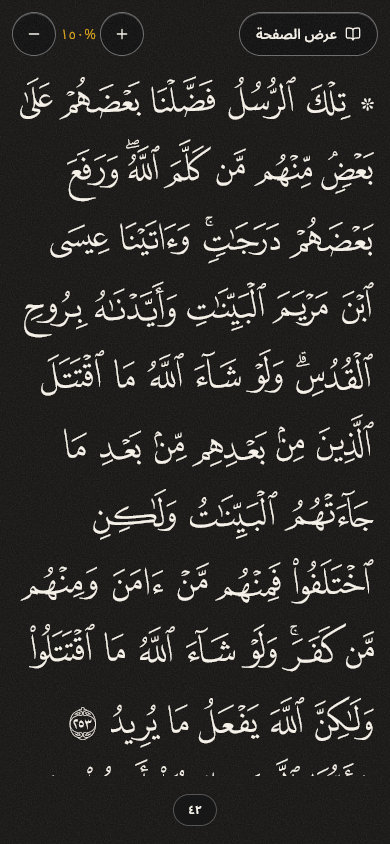 عرض الصفحة
١٥٠%
۞ تِلْكَ ٱلرُّسُلُ فَضَّلْنَا بَعْضَهُمْ عَلَىٰ
بَعْضٍۢ مِّنْهُم مَّن كَلَّمَ ٱللَّهُ ۖ وَرَفَعَ
بَعْضَهُمْ دَرَجَـٰتٍۢ ۚ وَءَاتَيْنَا عِيسَى
ٱبْنَ مَرْيَمَ ٱلْبَيِّنَـٰتِ وَأَيَّدْنَـٰهُ بِرُوحِ
ٱلْقُدُسِ ۗ وَلَوْ شَآءَ ٱللَّهُ مَا ٱقْتَتَلَ
ٱلَّذِينَ مِنۢ بَعْدِهِم مِّنۢ بَعْدِ مَا
جَآءَتْهُمُ ٱلْبَيِّنَـٰتُ وَلَـٰكِنِ
ٱخْتَلَفُوا۟ فَمِنْهُم مَّنْ ءَامَنَ وَمِنْهُم
مَّن كَفَرَ ۚ وَلَوْ شَآءَ ٱللَّهُ مَا ٱقْتَتَلُوا۟
وَلَـٰكِنَّ ٱللَّهَ يَفْعَلُ مَا يُرِيدُ ٢٥٣
٤٢